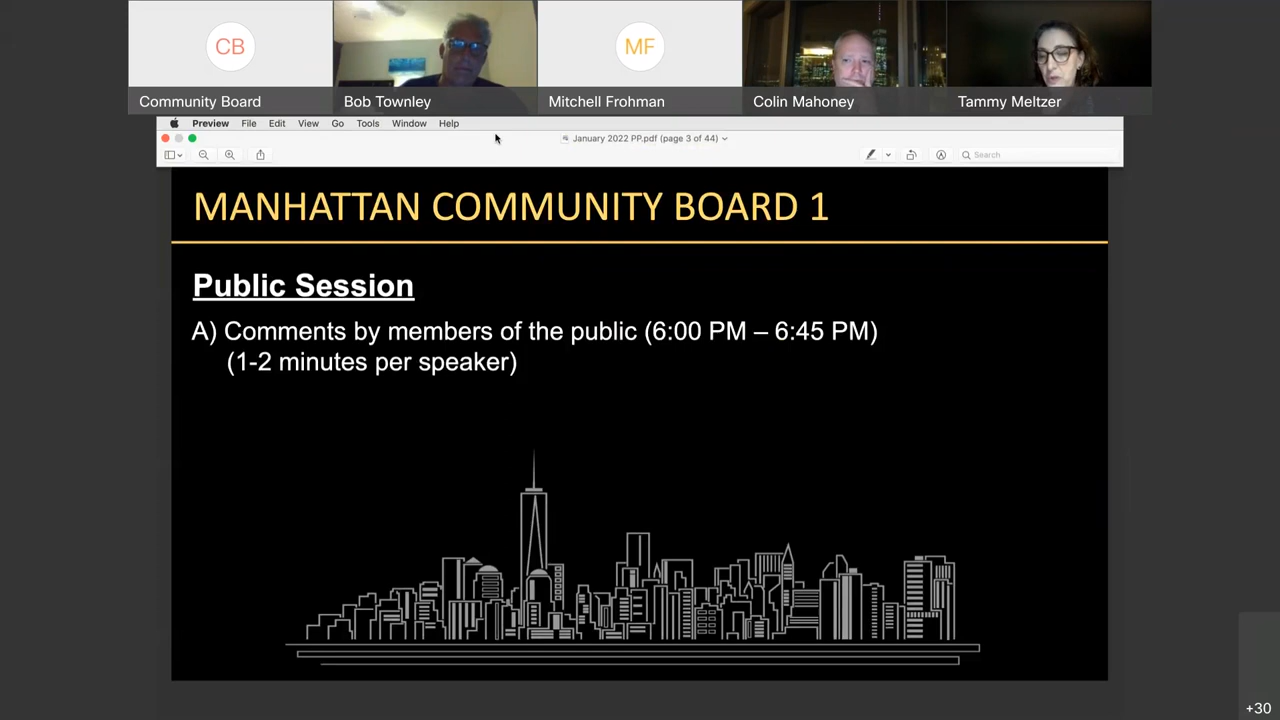 CB
MF
Community Board
Bob Townley
Mitchell Frohman
Colin Mahoney
Tammy Meltzer
Preview File Edit View Go Tools Window Help
January 2022 PP.pdf (page 3 of 44)
Search
MANHATTAN COMMUNITY BOARD 1
Public Session
A) Comments by members of the public (6:00 PM – 6:45 PM)
(1-2 minutes per speaker)
+30